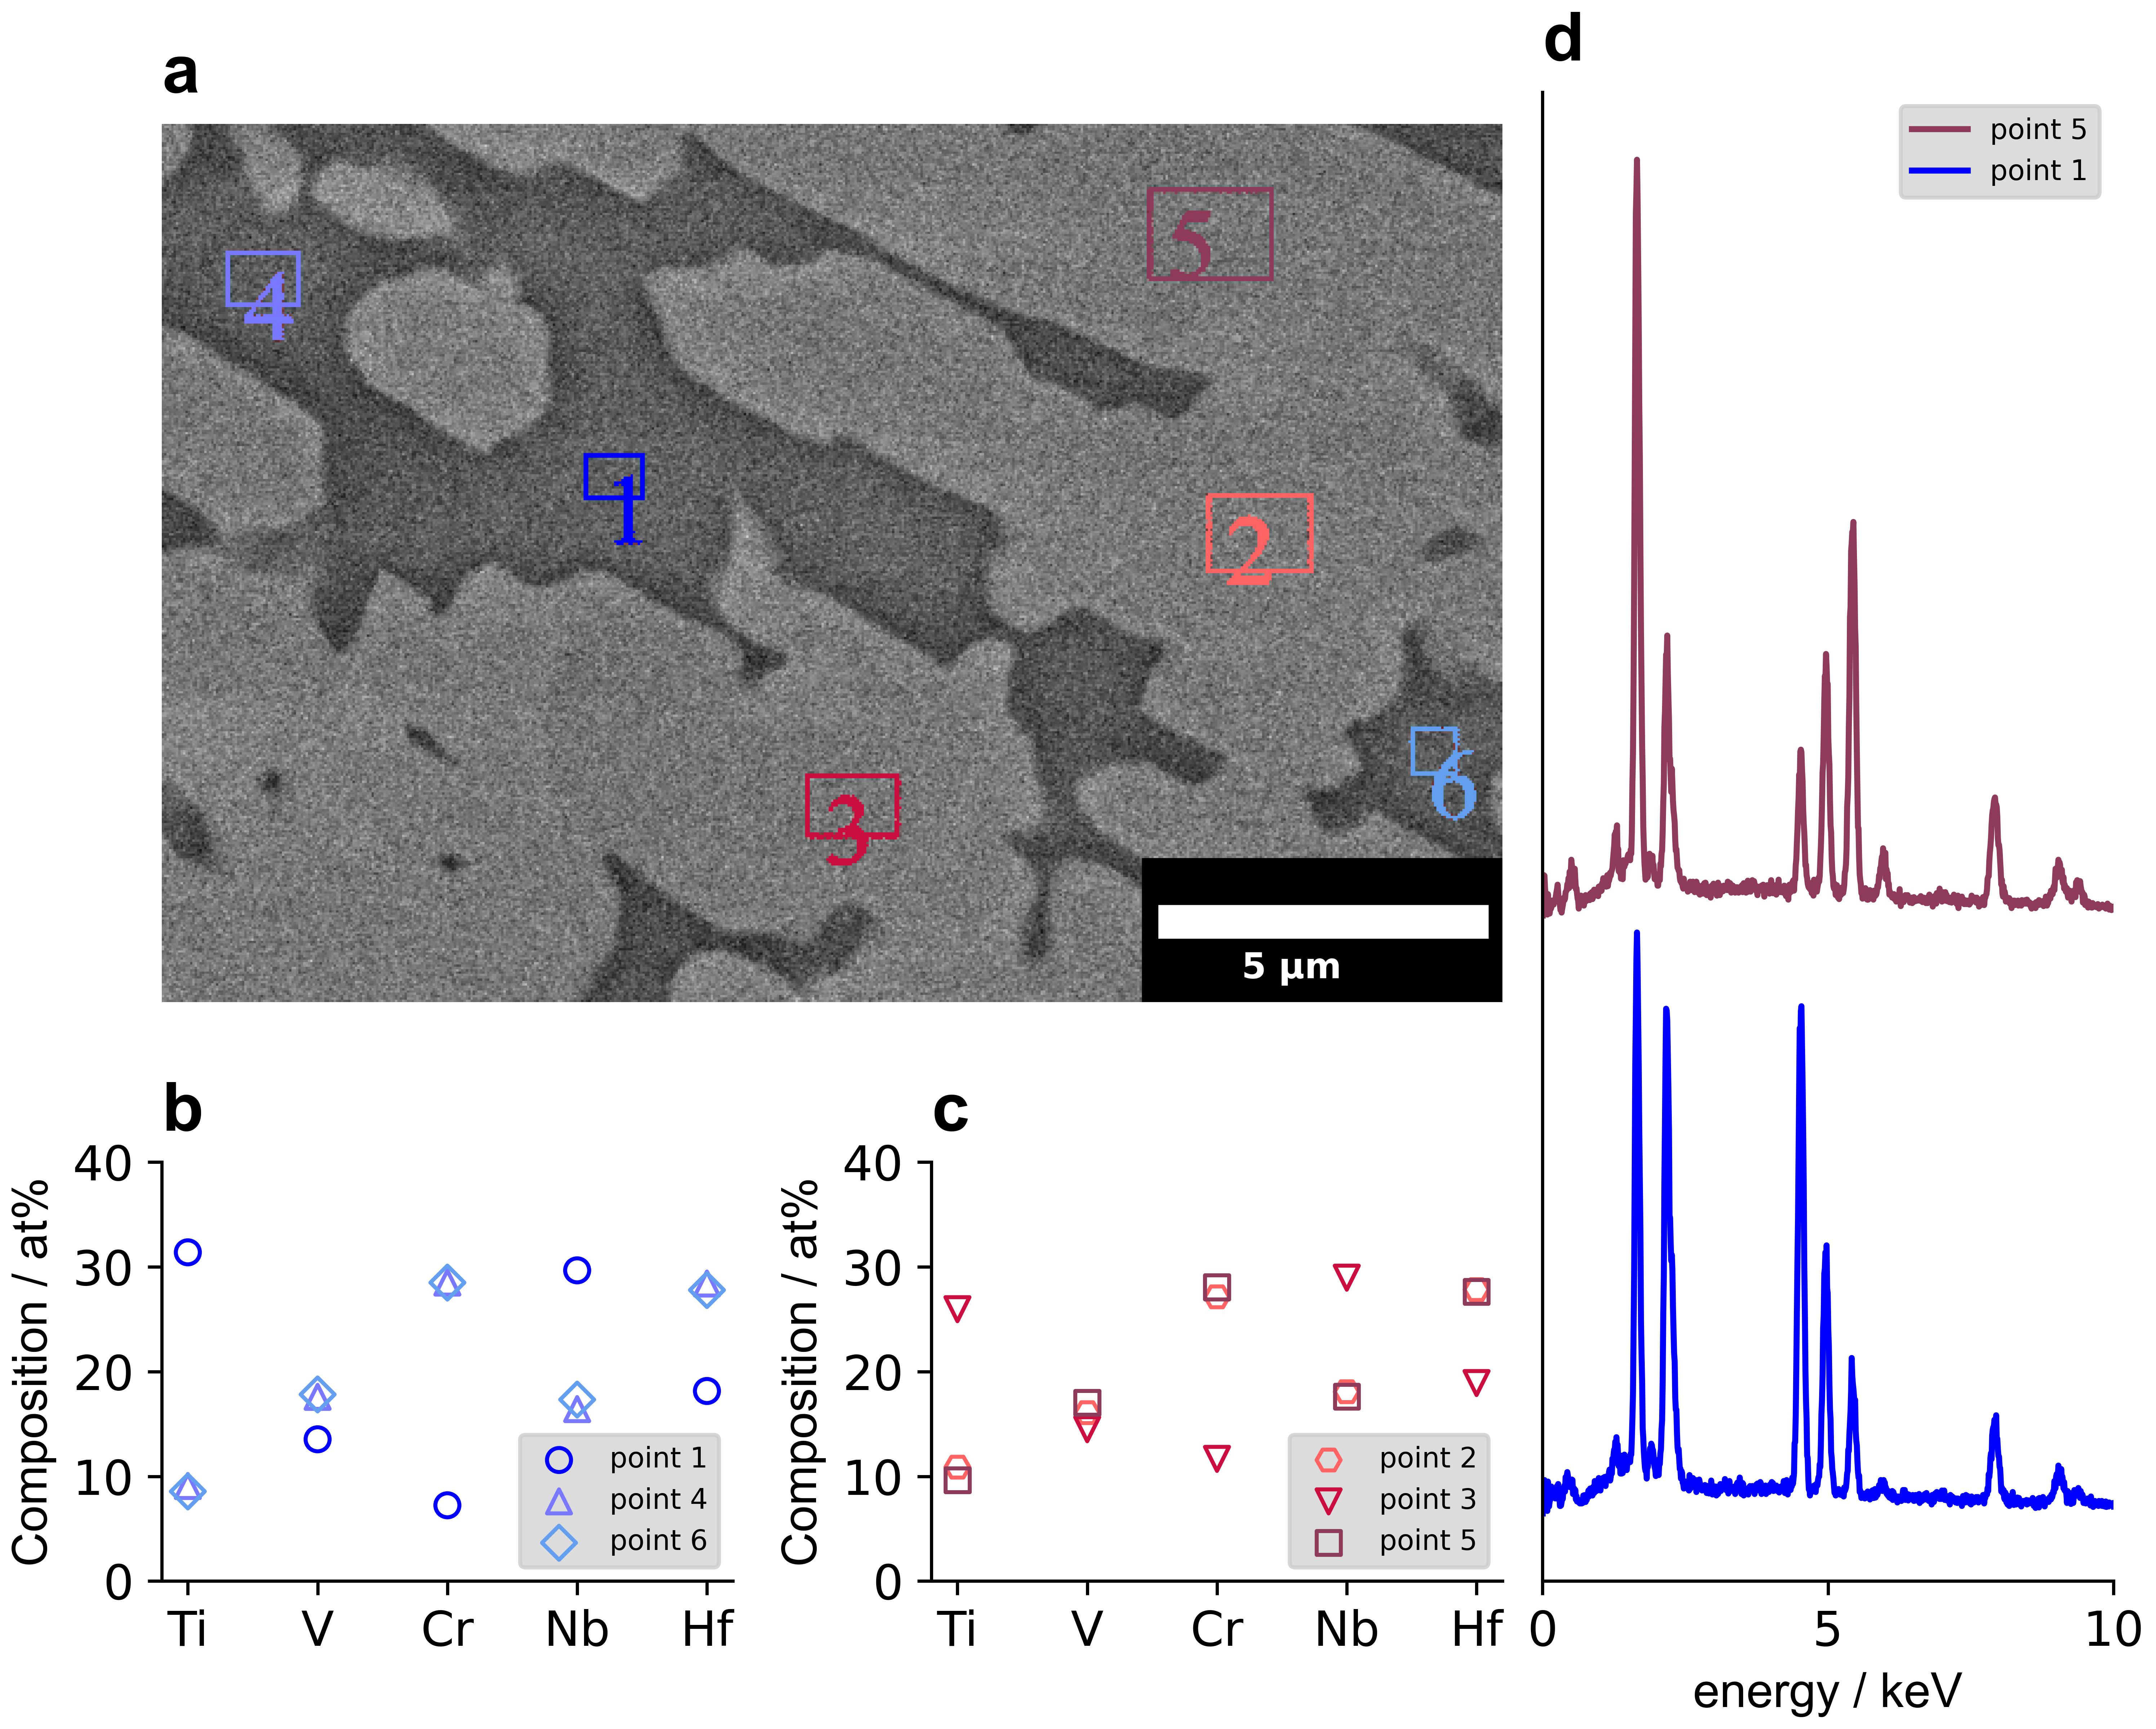 a
5
4
1
2
6
3
5 μm
b
Composition / at%
40
30
20
10
0
Ti
V
Cr
Nb
Hf
point 1
point 4
point 6
c
Composition / at%
40
30
20
10
0
Ti
V
Cr
Nb
Hf
point 2
point 3
point 5
d
point 5
point 1
0
5
10
energy / keV